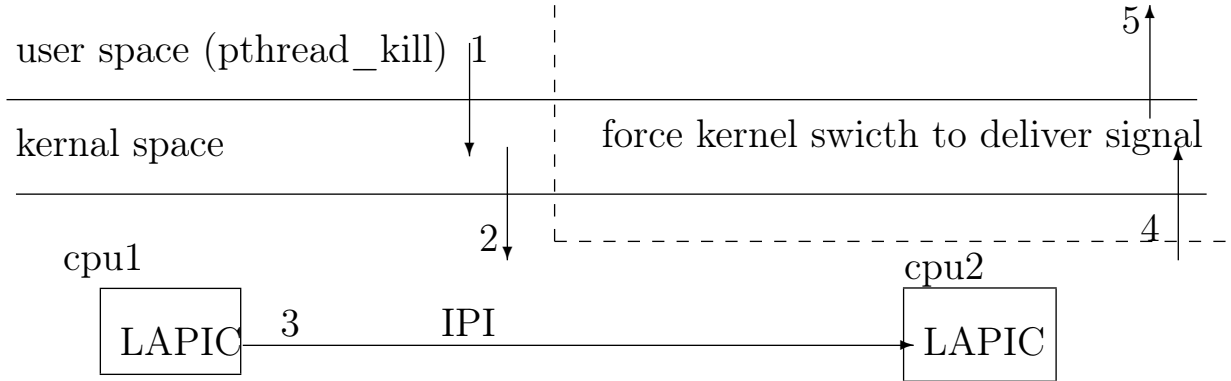 5
user space (pthread_kill) 1
kernal space
force kernel swicth to deliver signal
2
4
cpu1
cpu2
3
IPI
LAPIC
LAPIC